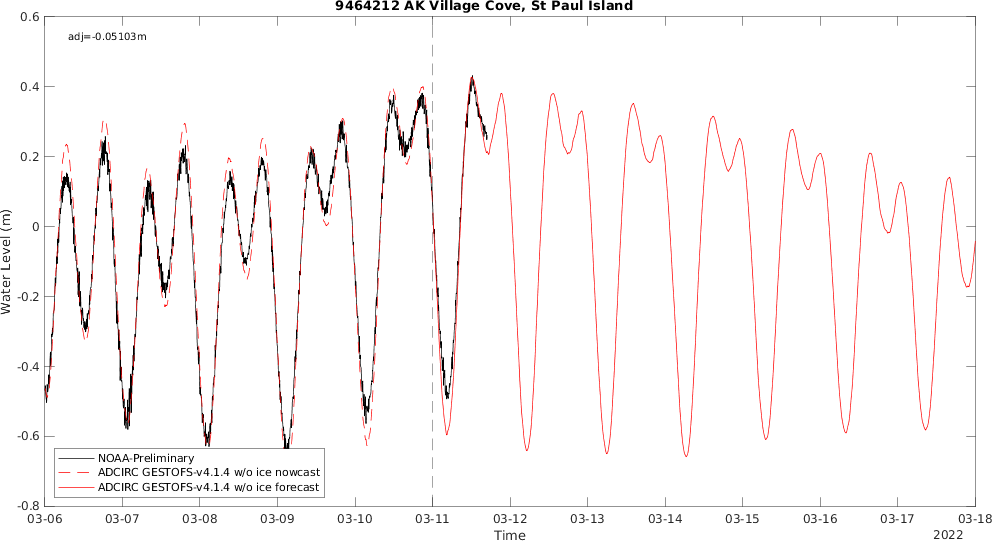 9464212 AK Village Cove, St Paul Island
adj=-0.05103m
0.6
0.4
0.2
0
-0.2
-0.4
-0.6
-0.8
Water Level (m)
NOAA-Preliminary
ADCIRC GESTOFS-v4.1.4 w/o ice nowcast
ADCIRC GESTOFS-v4.1.4 w/o ice forecast
03-06 03-07 03-08 03-09 03-10 03-11 03-12 03-13 03-14 03-15 03-16 03-17 03-18
Time
2022